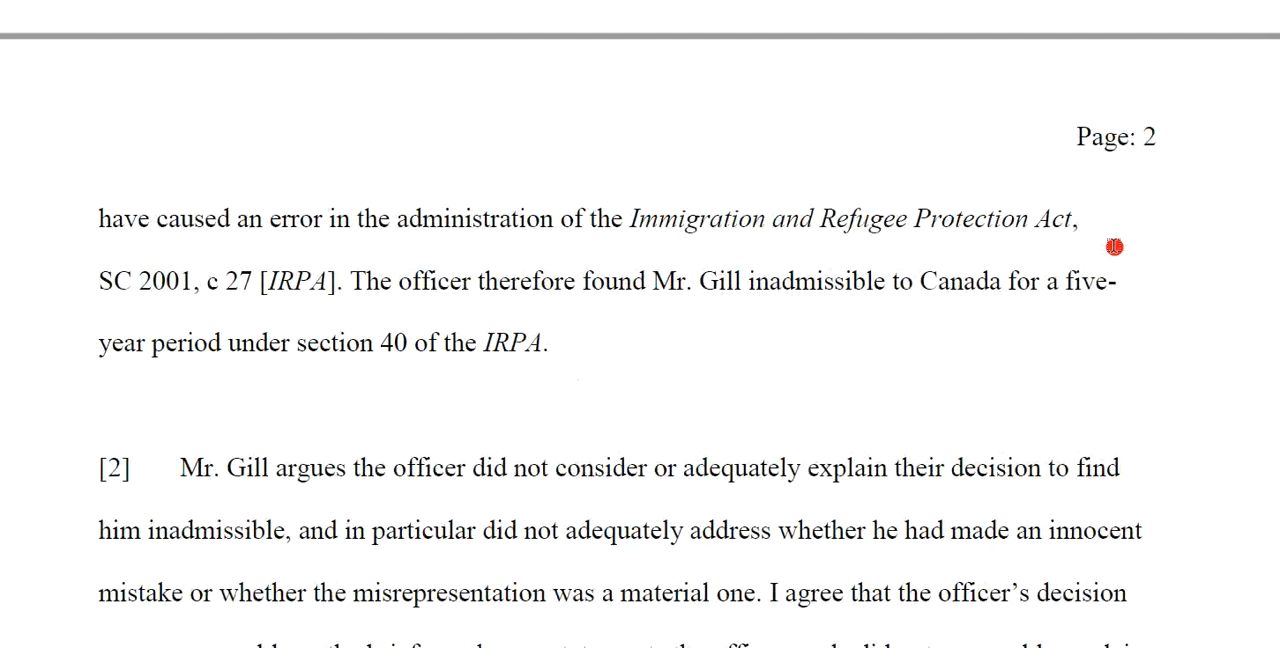 Page: 2
have caused an error in the administration of the Immigration and Refugee Protection Act,
SC 2001, c 27 [IRPA]. The officer therefore found Mr. Gill inadmissible to Canada for a five-
year period under section 40 of the IRPA.
[2] Mr. Gill argues the officer did not consider or adequately explain their decision to find
him inadmissible, and in particular did not adequately address whether he had made an innocent
mistake or whether the misrepresentation was a material one. I agree that the officer’s decision